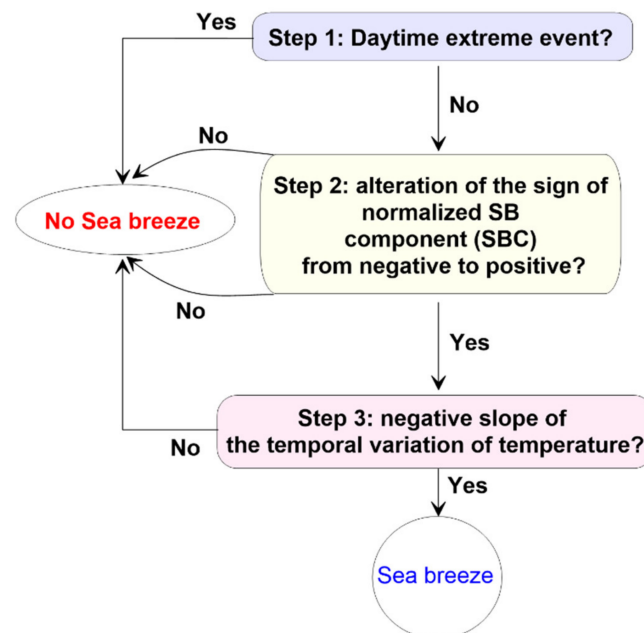 Yes
Step 1: Daytime extreme event?
No
No
Step 2: alteration of the sign of
normalized SB
component (SBC)
from negative to positive?
No Sea breeze
No
Yes
Step 3: negative slope of
the temporal variation of temperature?
No
Yes
Sea breeze